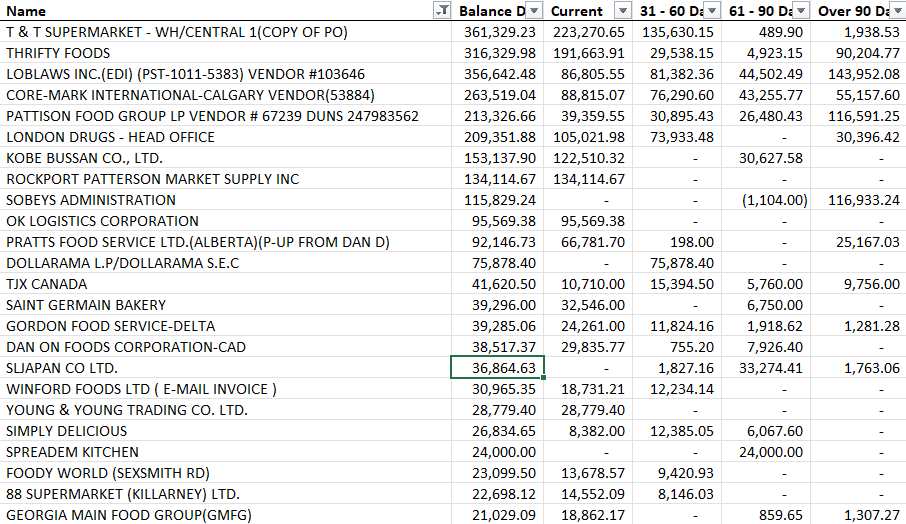 Name Balance D Current 31 - 60 Da 61 - 90 Da Over 90 Da
T & T SUPERMARKET - WH/CENTRAL 1(COPY OF PO) 361,329.23 223,270.65 135,630.15 489.90 1,938.53
THRIFTY FOODS 316,329.98 191,663.91 29,538.15 4,923.15 90,204.77
LOBLAWS INC.(EDI) (PST-1011-5383) VENDOR #103646 356,642.48 86,805.55 81,382.36 44,502.49 143,952.08
CORE-MARK INTERNATIONAL-CALGARY VENDOR(53884) 263,519.04 88,815.07 76,290.60 43,255.77 55,157.60
PATTISON FOOD GROUP LP VENDOR # 67239 DUNS 247983562 213,326.66 39,359.55 30,895.43 26,480.43 116,591.25
LONDON DRUGS - HEAD OFFICE 209,351.88 105,021.98 73,933.48 - 30,396.42
KOBE BUSSAN CO., LTD. 153,137.90 122,510.32 - 30,627.58 -
ROCKPORT PATTERSON MARKET SUPPLY INC 134,114.67 134,114.67 - - -
SOBEYS ADMINISTRATION 115,829.24 - - (1,104.00) 116,933.24
OK LOGISTICS CORPORATION 95,569.38 95,569.38 - - -
PRATTS FOOD SERVICE LTD.(ALBERTA)(P-UP FROM DAN D) 92,146.73 66,781.70 198.00 - 25,167.03
DOLLARAMA L.P/DOLLARAMA S.E.C 75,878.40 - 75,878.40 - -
TJX CANADA 41,620.50 10,710.00 15,394.50 5,760.00 9,756.00
SAINT GERMAIN BAKERY 39,296.00 32,546.00 - 6,750.00 -
GORDON FOOD SERVICE-DELTA 39,285.06 24,261.00 11,824.16 1,918.62 1,281.28
DAN ON FOODS CORPORATION-CAD 38,517.37 29,835.77 755.20 7,926.40 -
SLJAPAN CO LTD. 36,864.63 - 1,827.16 33,274.41 1,763.06
WINFORD FOODS LTD ( E-MAIL INVOICE ) 30,965.35 18,731.21 12,234.14 - -
YOUNG & YOUNG TRADING CO. LTD. 28,779.40 28,779.40 - - -
SIMPLY DELICIOUS 26,834.65 8,382.00 12,385.05 6,067.60 -
SPREADEM KITCHEN 24,000.00 - - 24,000.00 -
FOODY WORLD (SEXSMITH RD) 23,099.50 13,678.57 9,420.93 - -
88 SUPERMARKET (KILLARNEY) LTD. 22,698.12 14,552.09 8,146.03 - -
GEORGIA MAIN FOOD GROUP(GMFG) 21,029.09 18,862.17 - 859.65 1,307.27